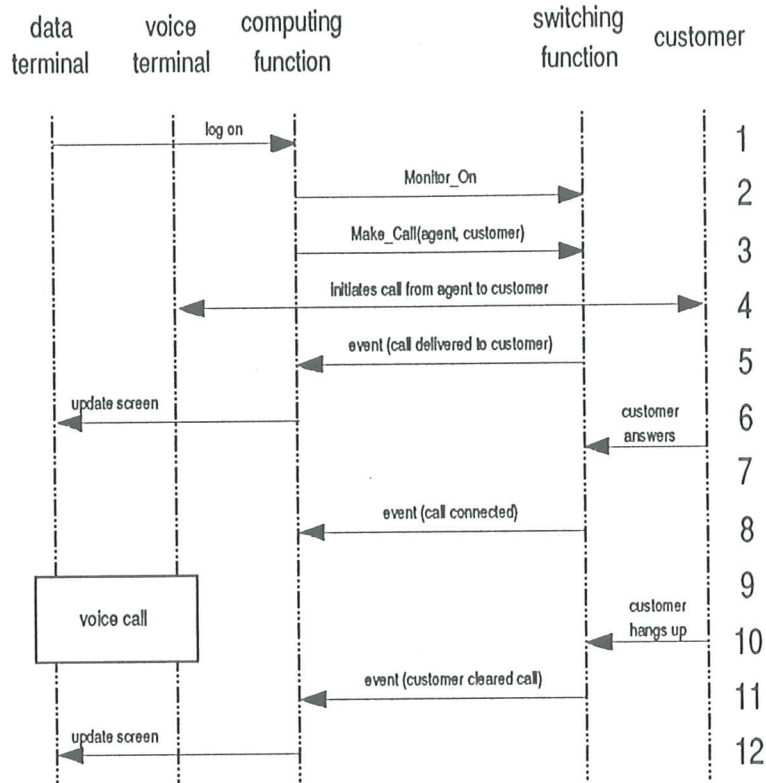 data terminal
voice terminal
computing function
switching function
customer
log on
1
Monitor_On
2
Make_Call(agent, customer)
3
initiates call from agent to customer
4
event (call delivered to customer)
5
update screen
customer answers
6
7
event (call connected)
8
9
voice call
customer hangs up
10
event (customer cleared call)
11
update screen
12